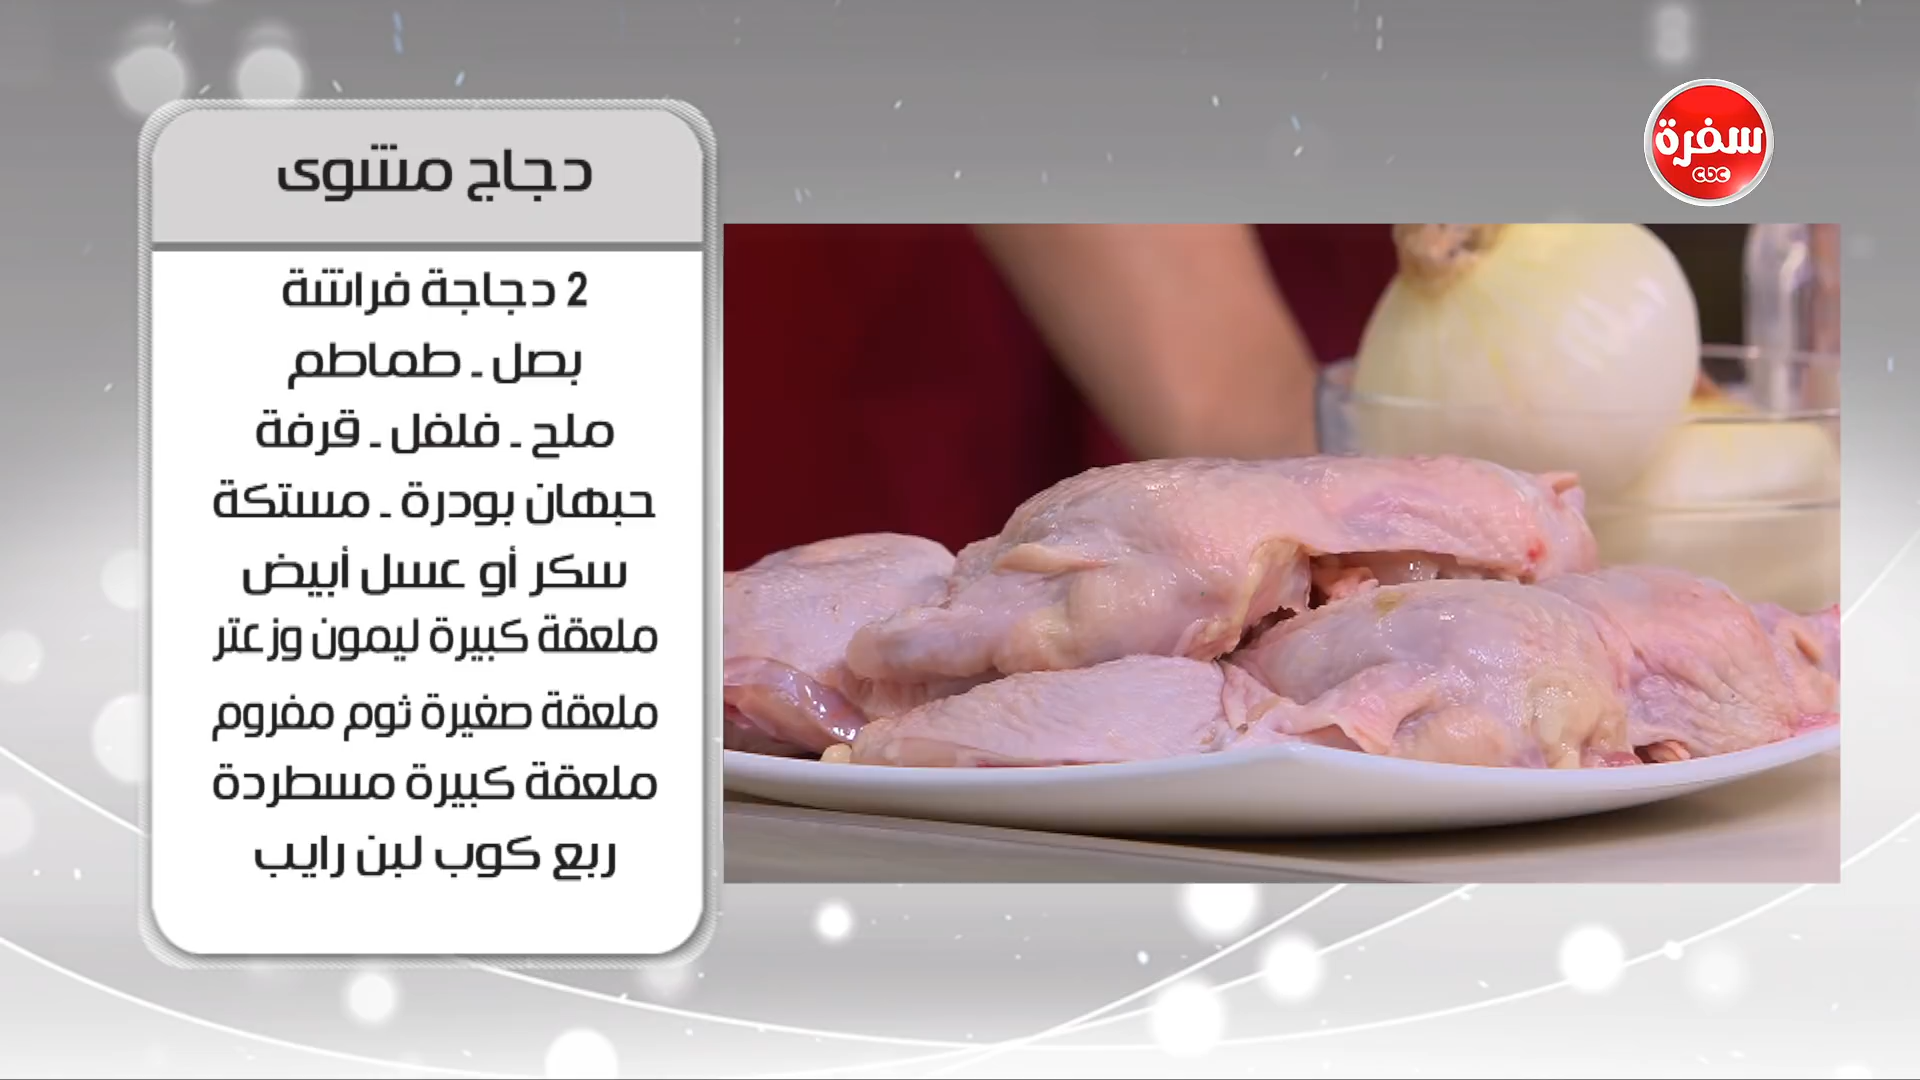 دجاج مشوى
2 دجاجة فراشة
بصل ـ طماطم
ملح ـ فلفل ـ قرفة
حبهان بودرة ـ مستكة
سكر أو عسل أبيض
ملعقة كبيرة ليمون وزعتر
ملعقة صغيرة ثوم مفروم
ملعقة كبيرة مسطردة
ربع كوب لبن رايب
سفرة
cbc